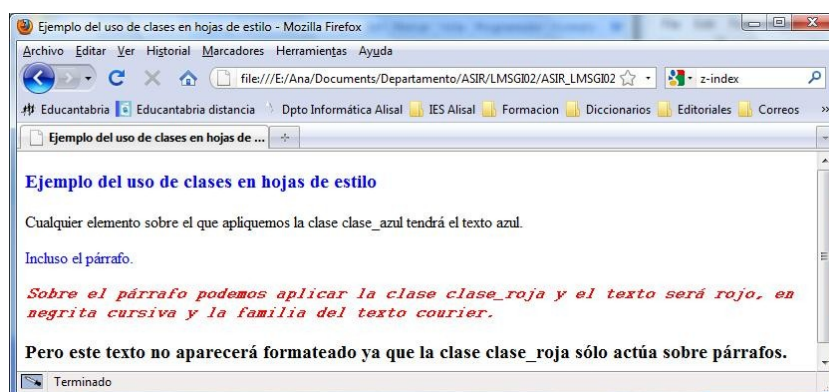 Ejemplo del uso de clases en hojas de estilo - Mozilla Firefox
Archivo Editar Ver Historial Marcadores Herramientas Ayuda
file:///E:/Ana/Documents/Departamento/ASIR/LMSGI02/ASIR_LMSGI02 z-index
Educantabria Educantabria distancia Dpto Informática Alisal IES Alisal Formacion Diccionarios Editoriales Correos »
Ejemplo del uso de clases en hojas de ...
Ejemplo del uso de clases en hojas de estilo
Cualquier elemento sobre el que apliquemos la clase clase_azul tendrá el texto azul.
Incluso el párrafo.
Sobre el párrafo podemos aplicar la clase clase_roja y el texto será rojo, en
negrita cursiva y la familia del texto courier.
Pero este texto no aparecerá formateado ya que la clase clase_roja sólo actúa sobre párrafos.
Terminado